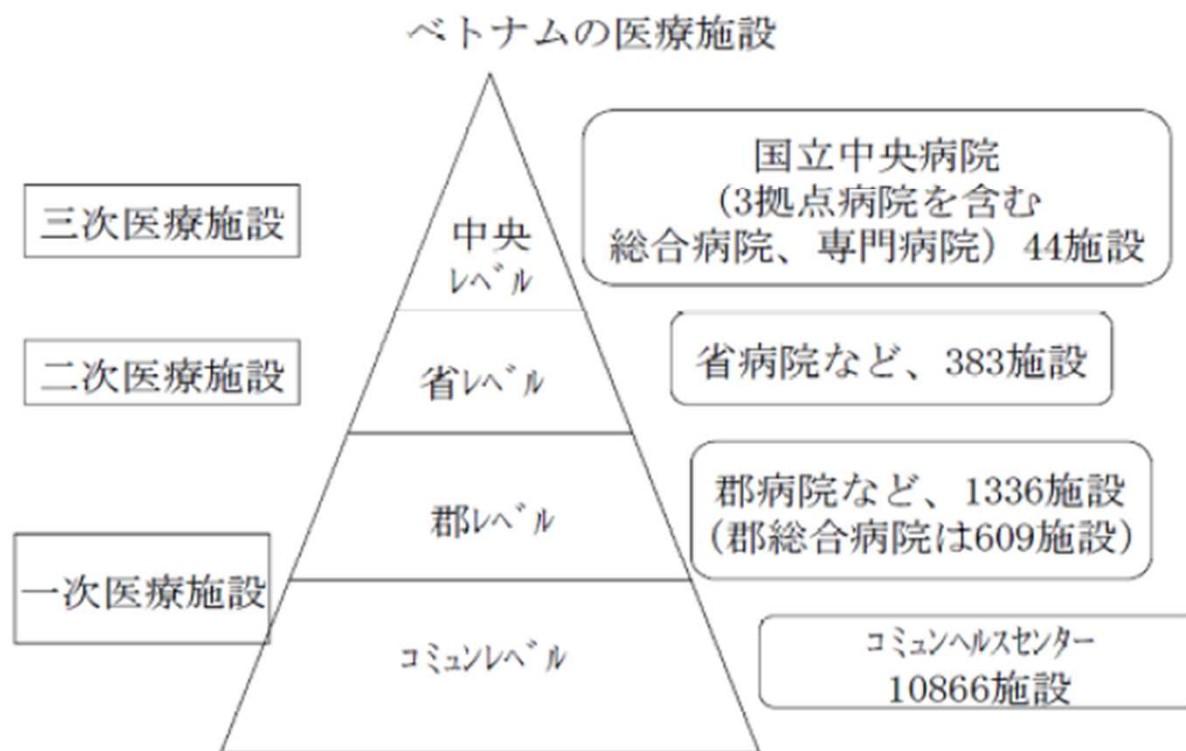 ベトナムの医療施設
三次医療施設
中央
レベル
国立中央病院
(3拠点病院を含む
総合病院、専門病院) 44施設
二次医療施設
省レベル
省病院など、383施設
一次医療施設
郡レベル
郡病院など、1336施設
(郡総合病院は609施設)
コミュンレベル
コミュンヘルスセンター
10866施設